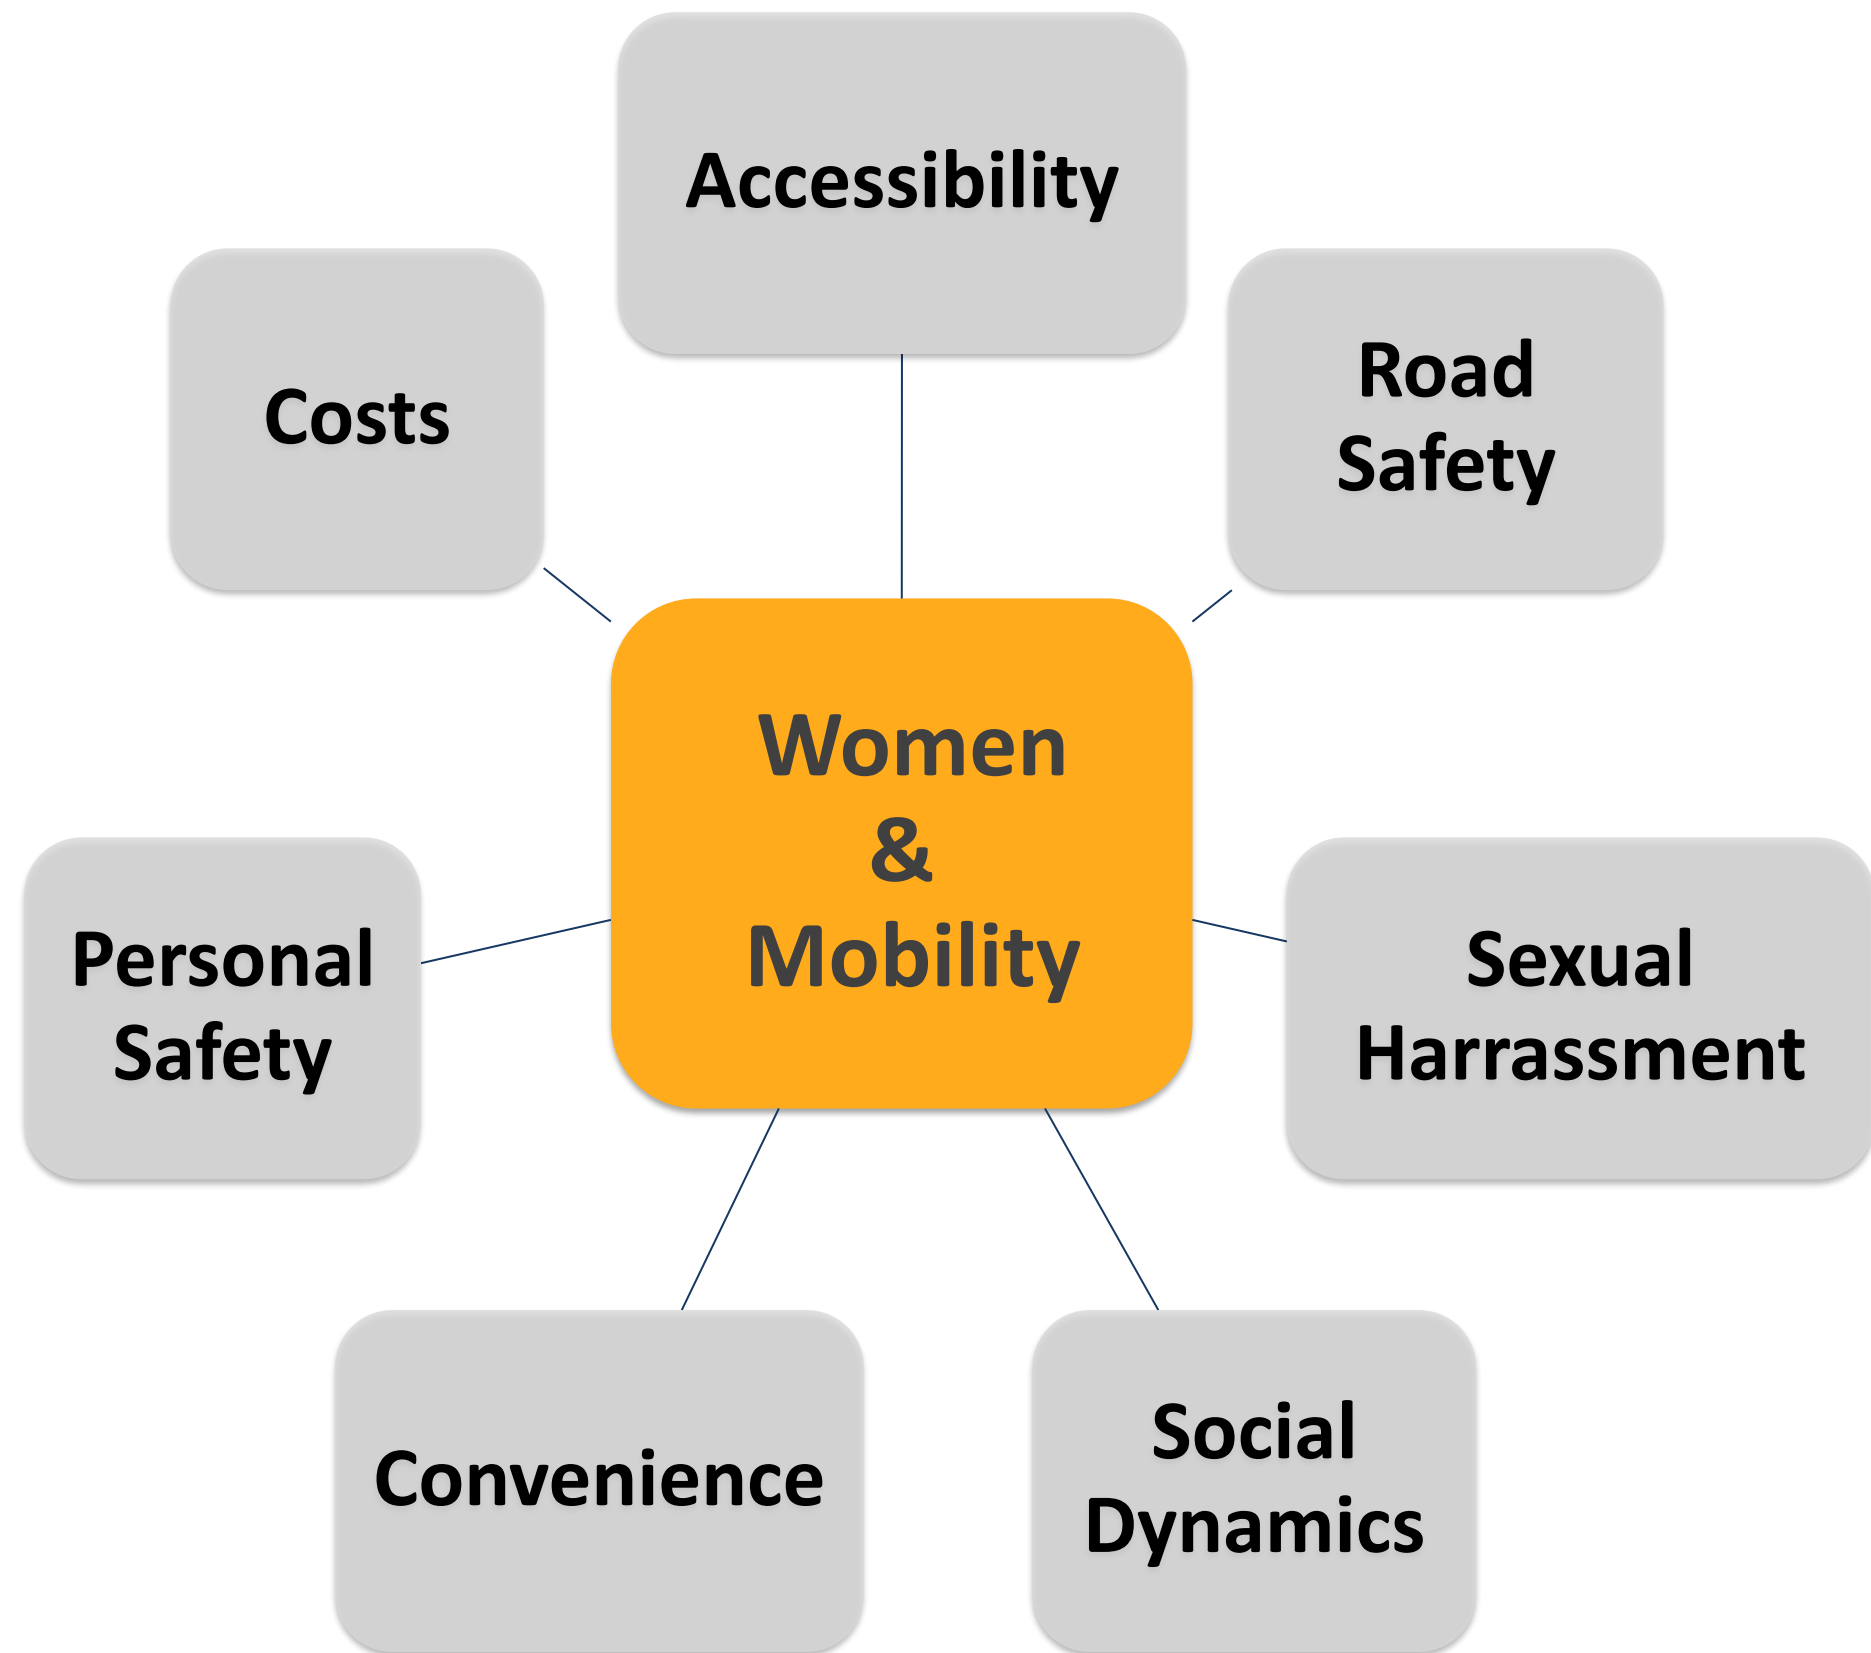 Accessibility
Costs
Road
Safety
Women
&
Mobility
Personal
Safety
Sexual
Harrassment
Convenience
Social
Dynamics